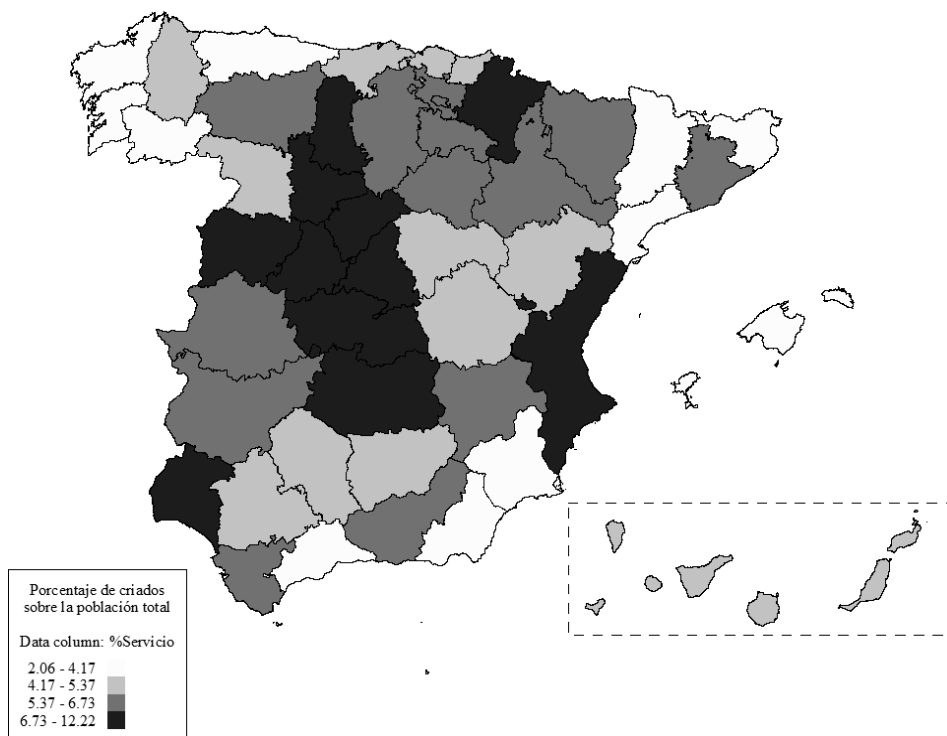 Porcentaje de criados
sobre la población total
Data column: %Servicio
2.06 - 4.17
4.17 - 5.37
5.37 - 6.73
6.73 - 12.22